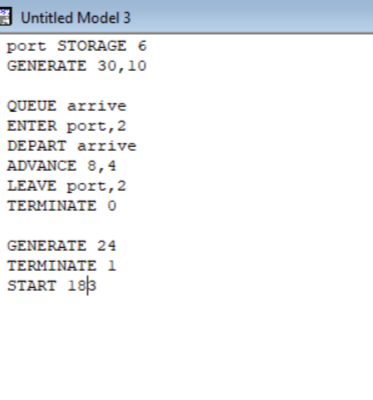 Untitled Model 3
port STORAGE 6
GENERATE 30,10
QUEUE arrive
ENTER port,2
DEPART arrive
ADVANCE 8,4
LEAVE port,2
TERMINATE 0
GENERATE 24
TERMINATE 1
START 183